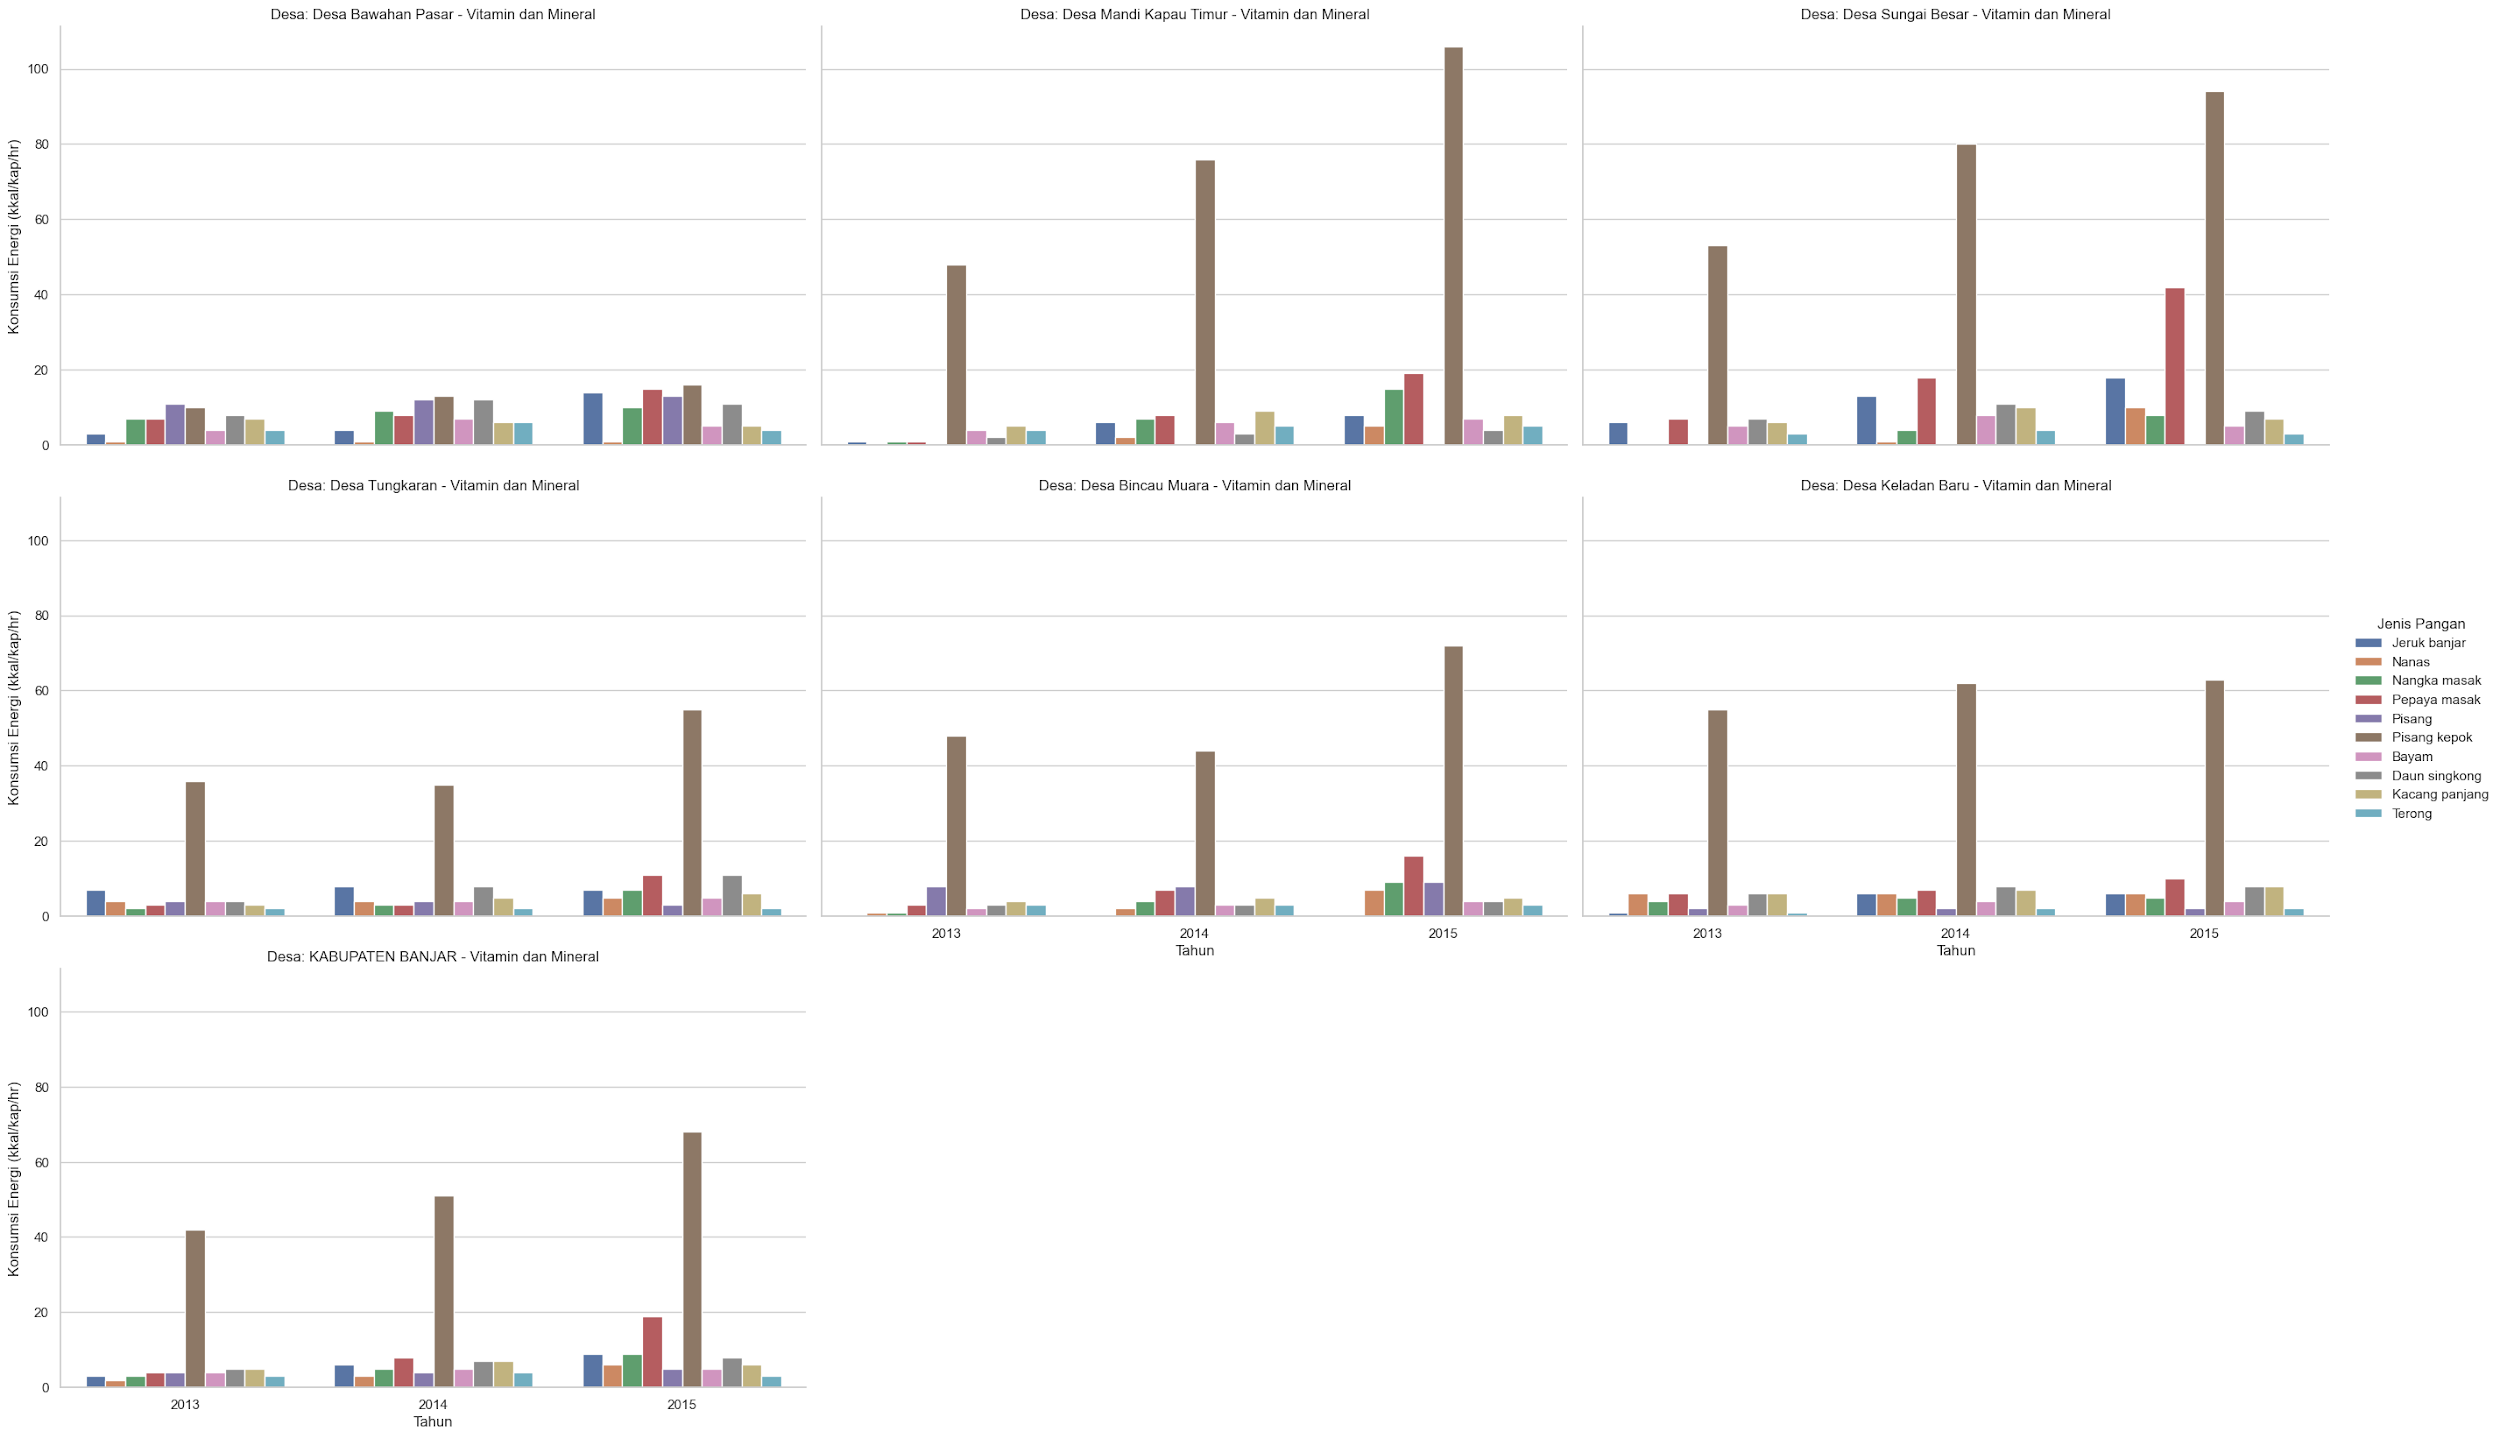 Desa: Desa Bawahan Pasar - Vitamin dan Mineral
Desa: Desa Mandi Kapau Timur - Vitamin dan Mineral
Desa: Desa Sungai Besar - Vitamin dan Mineral
Konsumsi Energi (kkal/kap/hr)
100
80
60
40
20
0
Desa: Desa Tungkaran - Vitamin dan Mineral
Desa: Desa Bincau Muara - Vitamin dan Mineral
Desa: Desa Keladan Baru - Vitamin dan Mineral
Konsumsi Energi (kkal/kap/hr)
100
80
60
40
20
0
2013 2014 2015
Tahun
2013 2014 2015
Tahun
Jenis Pangan
Jeruk banjar
Nanas
Nangka masak
Pepaya masak
Pisang
Pisang kepok
Bayam
Daun singkong
Kacang panjang
Terong
Desa: KABUPATEN BANJAR - Vitamin dan Mineral
Konsumsi Energi (kkal/kap/hr)
100
80
60
40
20
0
2013 2014 2015
Tahun